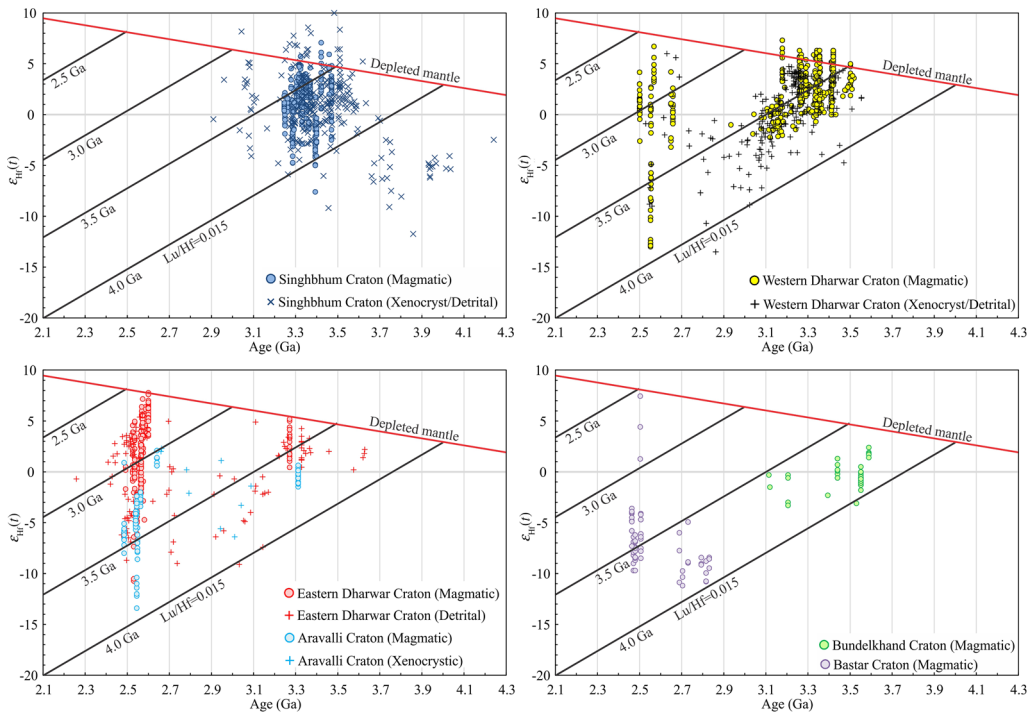 10
5
0
-5
-10
-15
-20
εHf(t)
Depleted mantle
2.5 Ga
3.0 Ga
3.5 Ga
4.0 Ga
Lu/Hf=0.015
Singhbhum Craton (Magmatic)
Singhbhum Craton (Xenocryst/Detrital)
2.1 2.3 2.5 2.7 2.9 3.1 3.3 3.5 3.7 3.9 4.1 4.3
Age (Ga)
10
5
0
-5
-10
-15
-20
εHf(t)
Depleted mantle
2.5 Ga
3.0 Ga
3.5 Ga
4.0 Ga
Lu/Hf=0.015
Western Dharwar Craton (Magmatic)
Western Dharwar Craton (Xenocryst/Detrital)
2.1 2.3 2.5 2.7 2.9 3.1 3.3 3.5 3.7 3.9 4.1 4.3
Age (Ga)
10
5
0
-5
-10
-15
-20
εHf(t)
Depleted mantle
2.5 Ga
3.0 Ga
3.5 Ga
4.0 Ga
Lu/Hf=0.015
Eastern Dharwar Craton (Magmatic)
Eastern Dharwar Craton (Detrital)
Aravalli Craton (Magmatic)
Aravalli Craton (Xenocrystic)
2.1 2.3 2.5 2.7 2.9 3.1 3.3 3.5 3.7 3.9 4.1 4.3
Age (Ga)
10
5
0
-5
-10
-15
-20
εHf(t)
Depleted mantle
2.5 Ga
3.0 Ga
3.5 Ga
4.0 Ga
Lu/Hf=0.015
Bundelkhand Craton (Magmatic)
Bastar Craton (Magmatic)
2.1 2.3 2.5 2.7 2.9 3.1 3.3 3.5 3.7 3.9 4.1 4.3
Age (Ga)